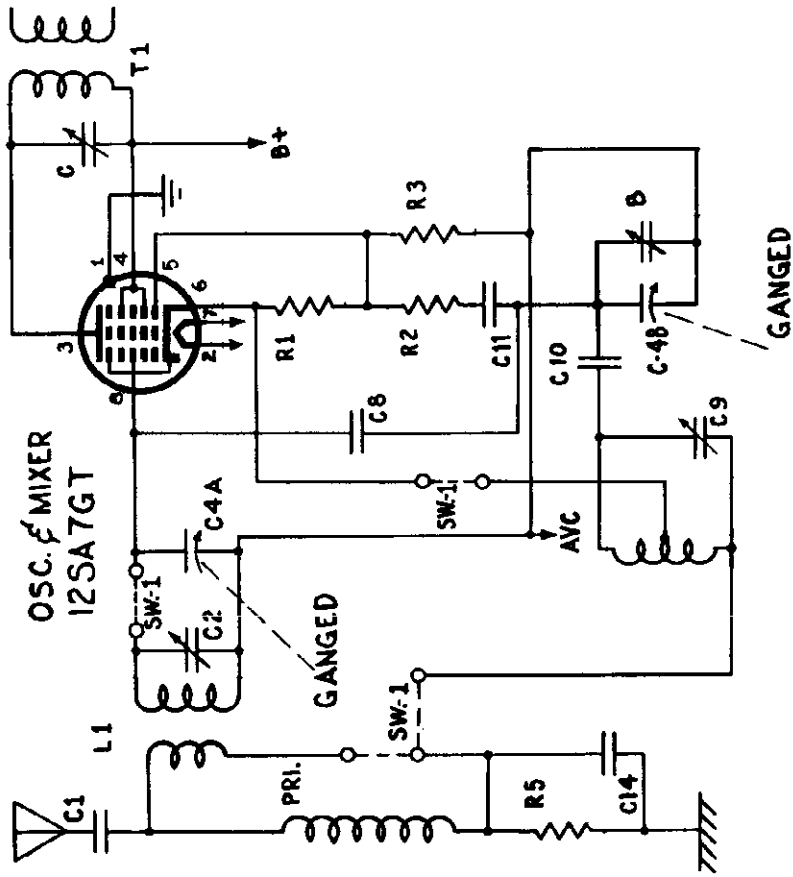 OSC. & MIXER
12SA7GT
T1
C
B+
1
4
5
6
7
2
3
8
R1
R2
R3
C11
C8
C10
C-4B
B
GANGED
C9
SW-1
AVC
C4A
SW-1
C2
GANGED
L1
SW-1
PRI.
C1
R5
C14